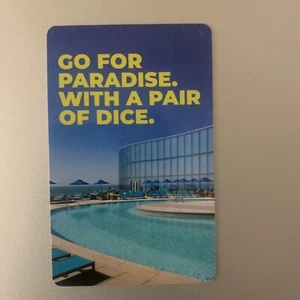 GO FOR
PARADISE.
WITH A PAIR
OF DICE.